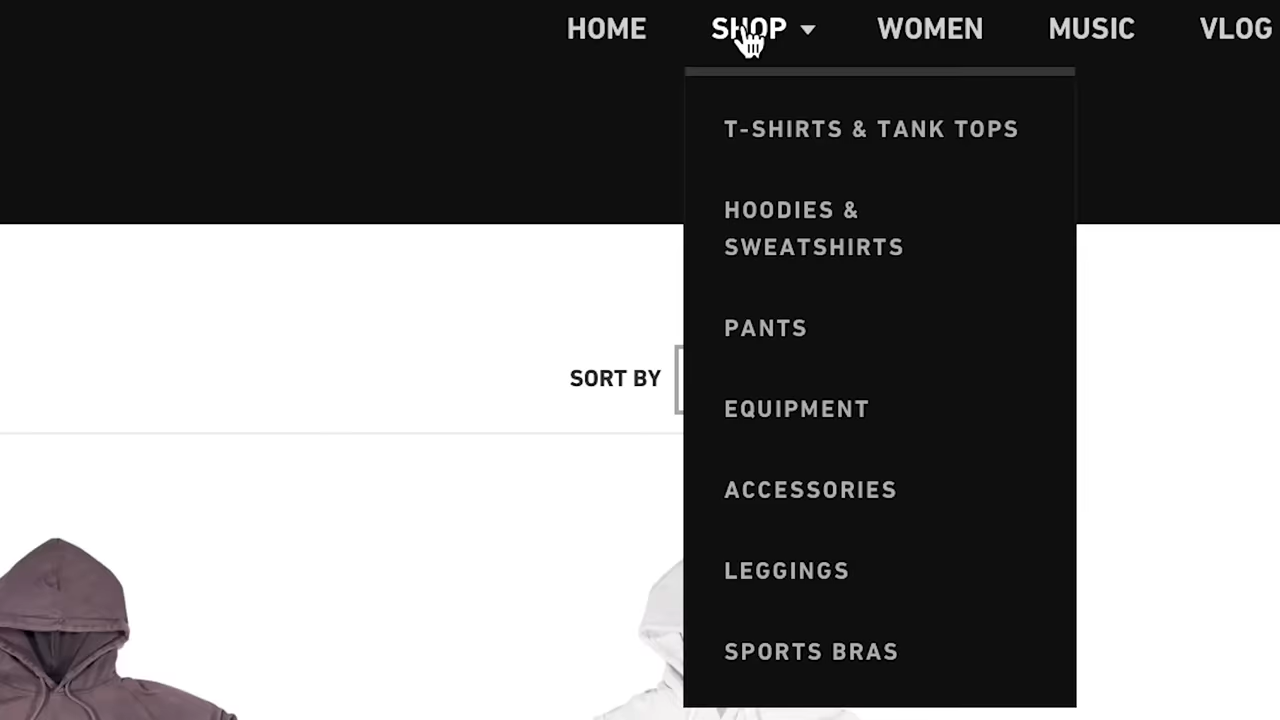 HOME SHOP WOMEN MUSIC VLOG
T-SHIRTS & TANK TOPS
HOODIES &
SWEATSHIRTS
PANTS
SORT BY
EQUIPMENT
ACCESSORIES
LEGGINGS
SPORTS BRAS